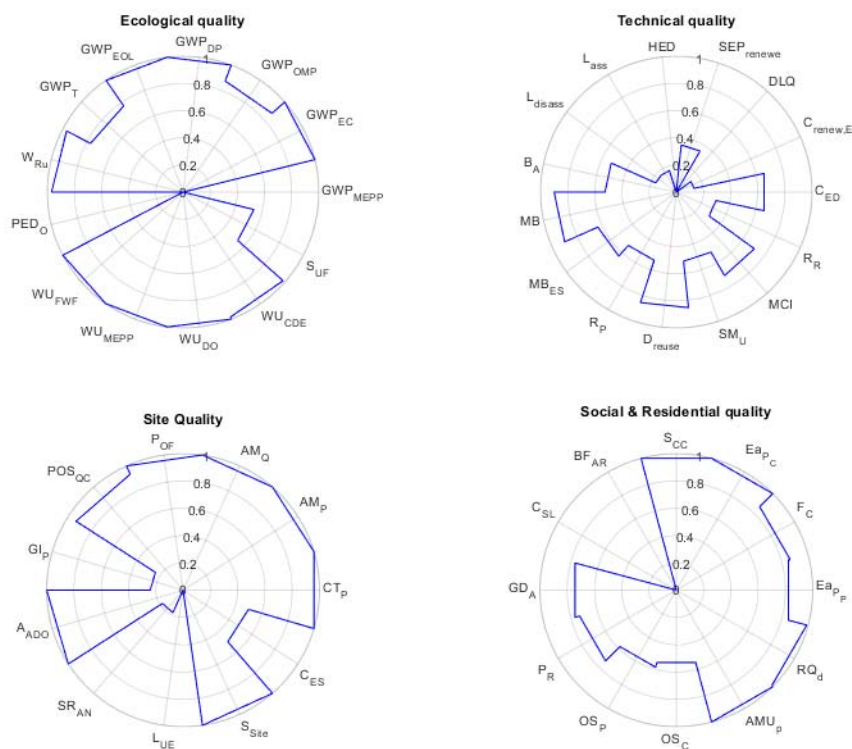 Ecological quality
GWP_DP
GWP_EOL
GWP_OMP
GWP_T
GWP_EC
W_Ru
GWP_MEPP
PED_O
S_UF
WU_FWF
WU_CDE
WU_MEPP
WU_DO
0
0.2
0.4
0.6
0.8
1
Technical quality
HED
SEP_renewe
L_ass
DLQ
L_disass
C_renew,E
B_A
C_ED
MB
R_R
MB_ES
MCI
R_P
SM_U
D_reuse
0
0.2
0.4
0.6
0.8
1
Site Quality
P_OF
AM_Q
POS_QC
AM_P
GI_P
CT_P
A_ADO
C_ES
SR_AN
S_Site
L_UE
0
0.2
0.4
0.6
0.8
1
Social & Residential quality
S_CC
BF_AR
Ea_P_C
C_SL
F_C
GD_A
Ea_P_P
P_R
RQ_d
OS_P
AMU_p
OS_C
0
0.2
0.4
0.6
0.8
1